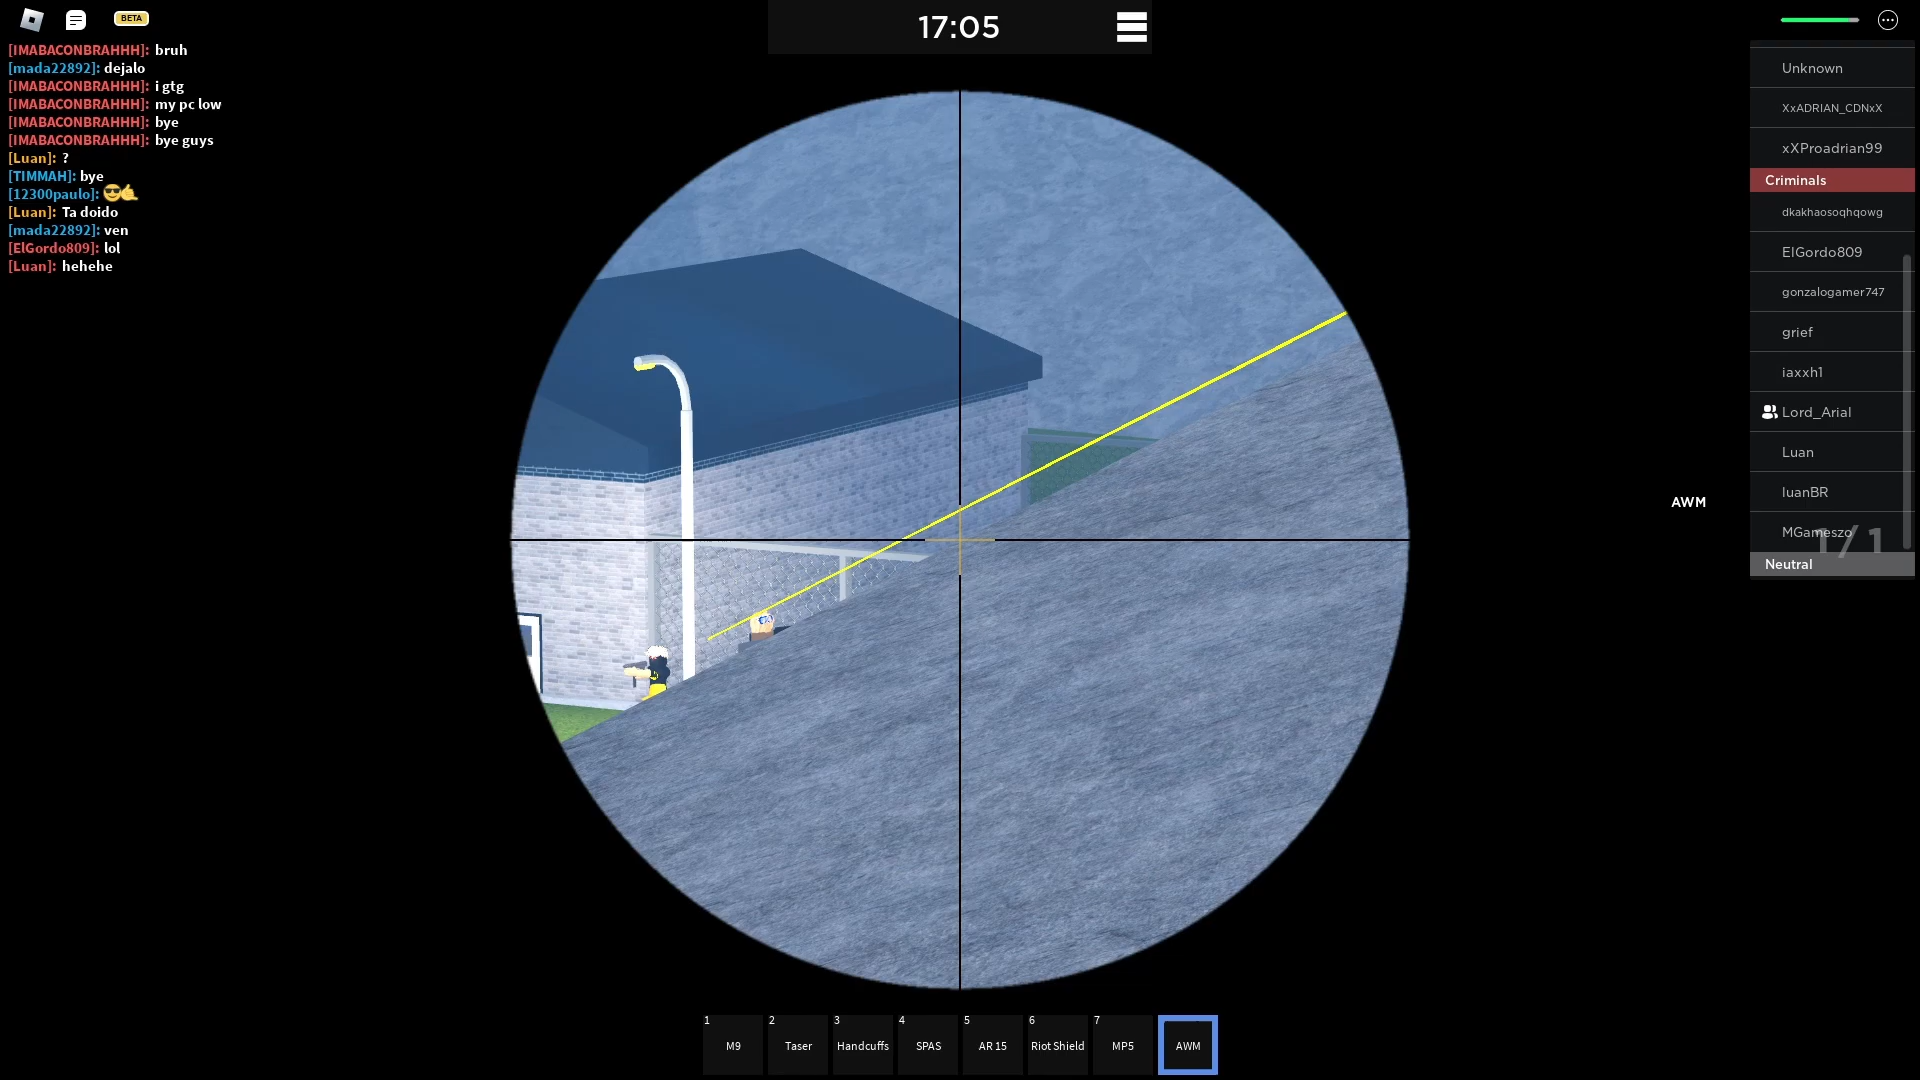 BETA
17:05
[IMABACONBRAHHH]: bruh
[mada22892]: dejalo
[IMABACONBRAHHH]: i gtg
[IMABACONBRAHHH]: my pc low
[IMABACONBRAHHH]: bye
[IMABACONBRAHHH]: bye guys
[Luan]: ?
[TIMMAH]: bye
[12300paulo]: 😎🤙
[Luan]: Ta doido
[mada22892]: ven
[ElGordo809]: lol
[Luan]: hehehe
Unknown
XxADRIAN_CDNxX
xXProadrian99
Criminals
dkakhaosoqhqowg
ElGordo809
gonzalogamer747
grief
iaxxh1
Lord_Arial
Luan
luanBR
MGameszo
Neutral
AWM
1/1
1 M9
2 Taser
3 Handcuffs
4 SPAS
5 AR 15
6 Riot Shield
7 MP5
AWM